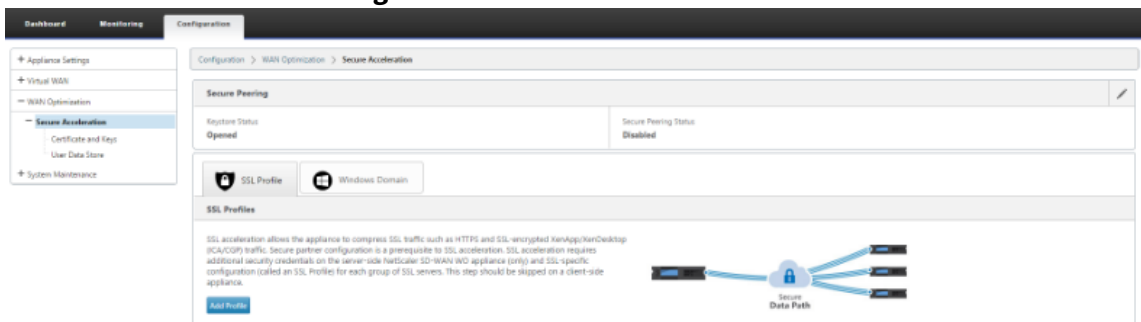 Dashboard Monitoring Configuration
+ Appliance Settings
+ Virtual WAN
− WAN Optimization
− Secure Acceleration
Certificate and Keys
User Data Store
+ System Maintenance
Configuration > WAN Optimization > Secure Acceleration
Secure Peering
Keystore Status
Opened
Secure Peering Status
Disabled
SSL Profile
Windows Domain
SSL Profiles
SSL acceleration allows the appliance to compress SSL traffic such as HTTPS and SSL-encrypted XenApp/XenDesktop
(ICA/CGP) traffic. Secure partner configuration is a prerequisite to SSL acceleration. SSL acceleration requires
additional security credentials on the server-side NetScaler SD-WAN WO appliance (only) and SSL-specific
configuration (called an SSL Profile) for each group of SSL servers. This step should be skipped on a client-side
appliance.
Add Profile
Secure
Data Path